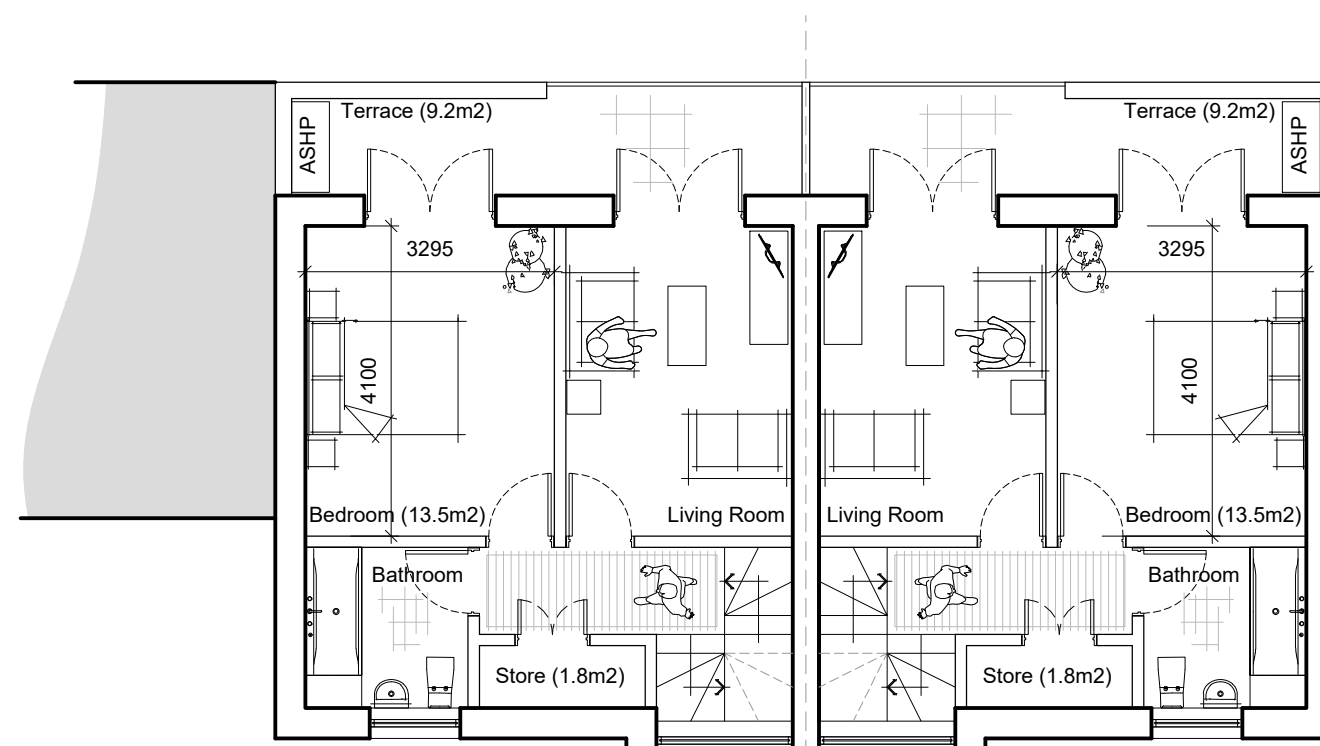 Terrace (9.2m2)
Terrace (9.2m2)
ASHP
ASHP
3295
3295
4100
4100
Bedroom (13.5m2)
Living Room
Living Room
Bedroom (13.5m2)
Bathroom
Bathroom
Store (1.8m2)
Store (1.8m2)